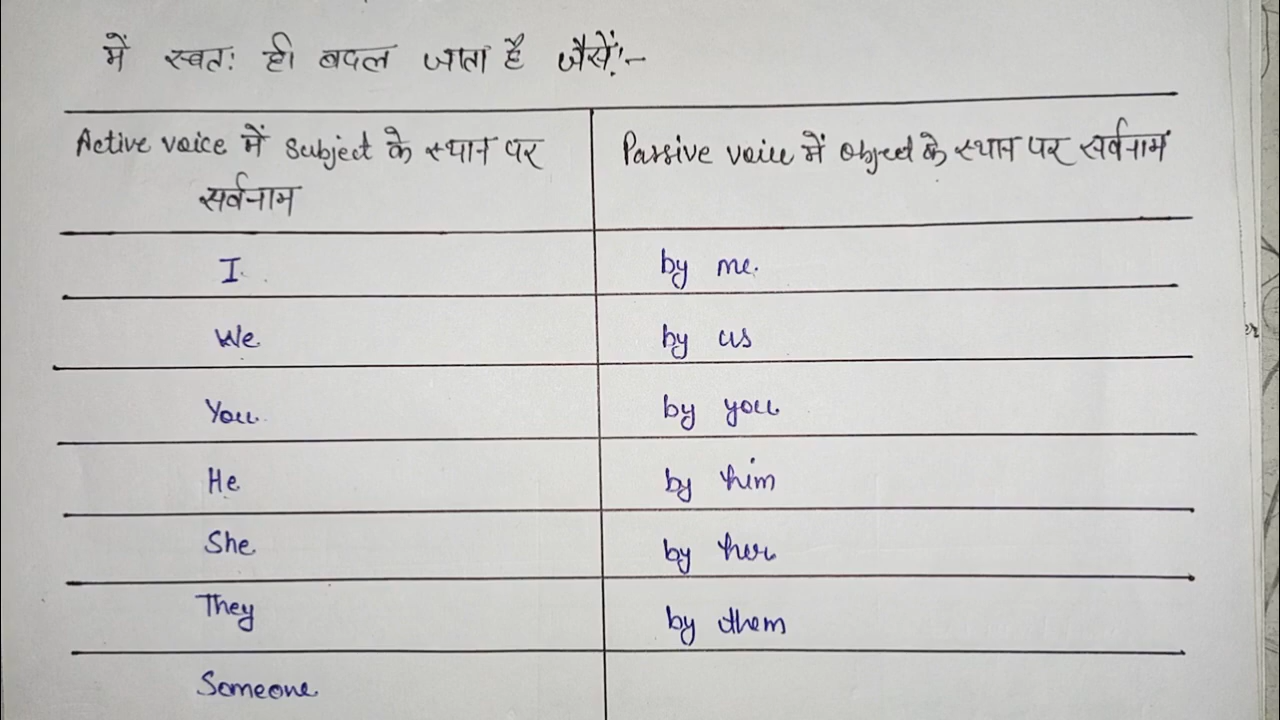 में स्वतः ही बदल जाता है जैसें:-
Active voice में subject के स्थान पर सर्वनाम
Passive voice में object के स्थान पर सर्वनाम
I.
by me.
We
by us
You.
by you
He
by him
She
by her
They
by them
Someone